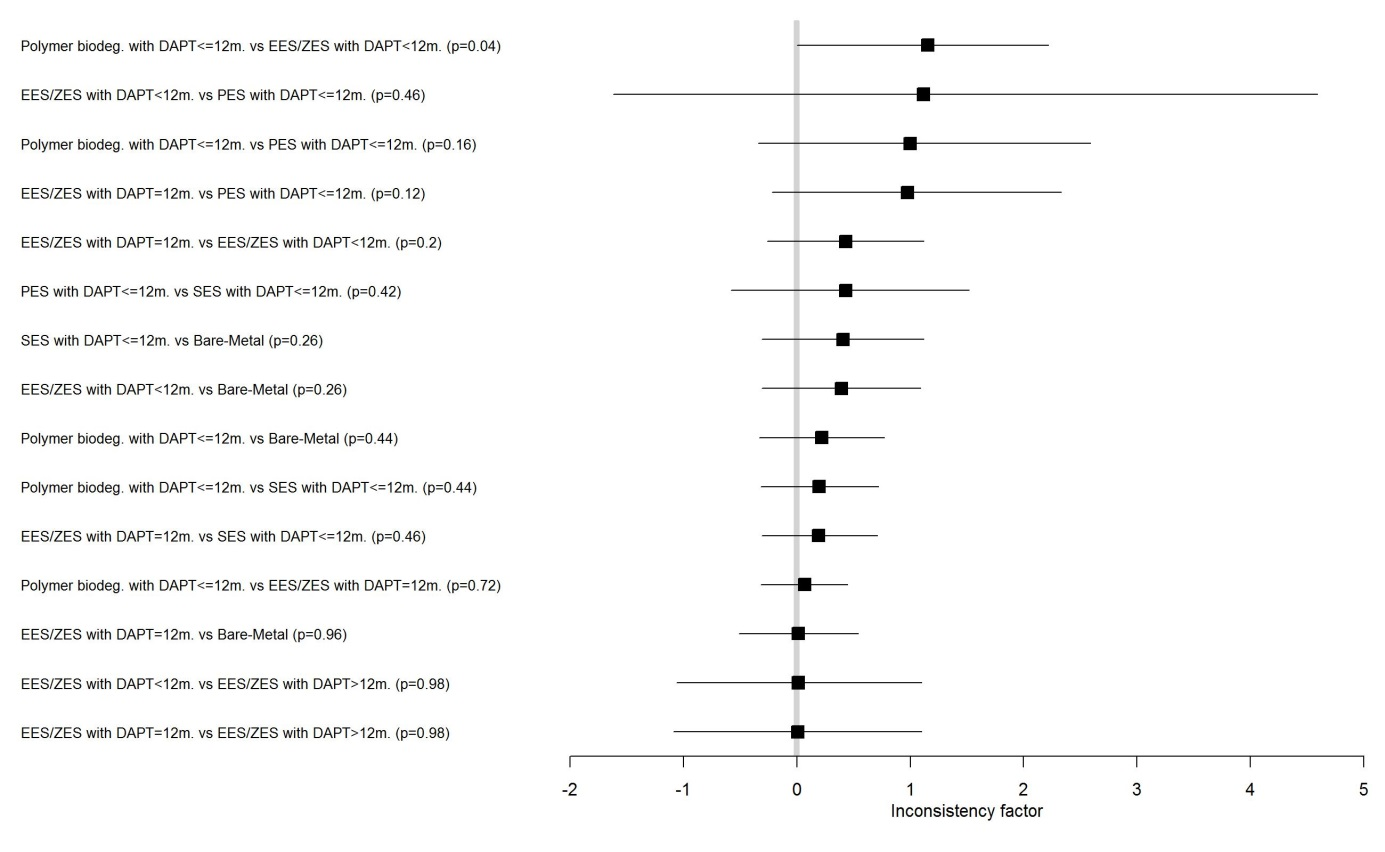 Polymer biodeg. with DAPT<=12m. vs EES/ZES with DAPT<12m. (p=0.04)
EES/ZES with DAPT<12m. vs PES with DAPT<=12m. (p=0.46)
Polymer biodeg. with DAPT<=12m. vs PES with DAPT<=12m. (p=0.16)
EES/ZES with DAPT=12m. vs PES with DAPT<=12m. (p=0.12)
EES/ZES with DAPT=12m. vs EES/ZES with DAPT<12m. (p=0.2)
PES with DAPT<=12m. vs SES with DAPT<=12m. (p=0.42)
SES with DAPT<=12m. vs Bare-Metal (p=0.26)
EES/ZES with DAPT<12m. vs Bare-Metal (p=0.26)
Polymer biodeg. with DAPT<=12m. vs Bare-Metal (p=0.44)
Polymer biodeg. with DAPT<=12m. vs SES with DAPT<=12m. (p=0.44)
EES/ZES with DAPT=12m. vs SES with DAPT<=12m. (p=0.46)
Polymer biodeg. with DAPT<=12m. vs EES/ZES with DAPT=12m. (p=0.72)
EES/ZES with DAPT=12m. vs Bare-Metal (p=0.96)
EES/ZES with DAPT<12m. vs EES/ZES with DAPT>12m. (p=0.98)
EES/ZES with DAPT=12m. vs EES/ZES with DAPT>12m. (p=0.98)
-2 -1 0 1 2 3 4 5
Inconsistency factor